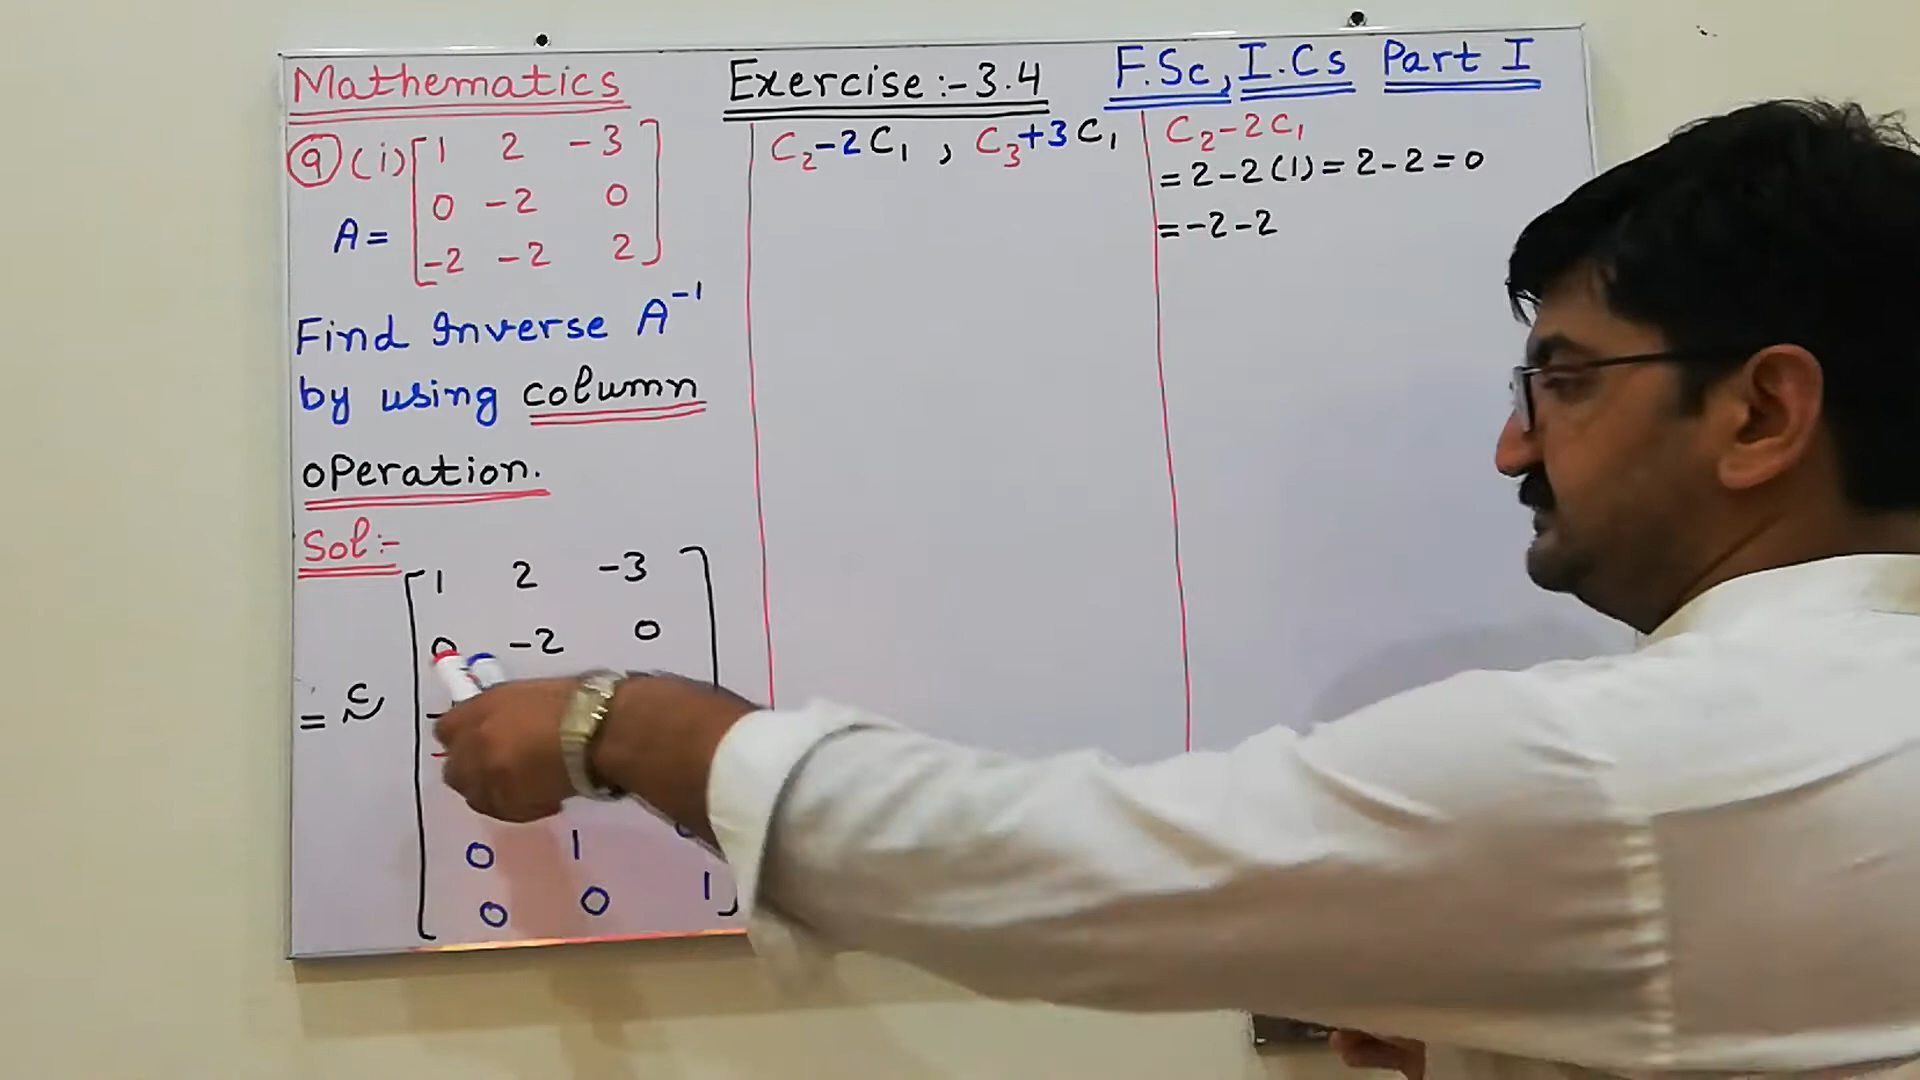 Mathematics
Exercise:-3.4
F.Sc, I.Cs Part I
9 (i) A = [1 2 -3
0 -2 0
-2 -2 2]
Find Inverse A⁻¹
by using column
operation.
Sol:-
= C~ [1 2 -3
0 -2 0
0 1
0 0 1]
C₂-2C₁ , C₃+3C₁
C₂-2C₁
=2-2(1)=2-2=0
=-2-2